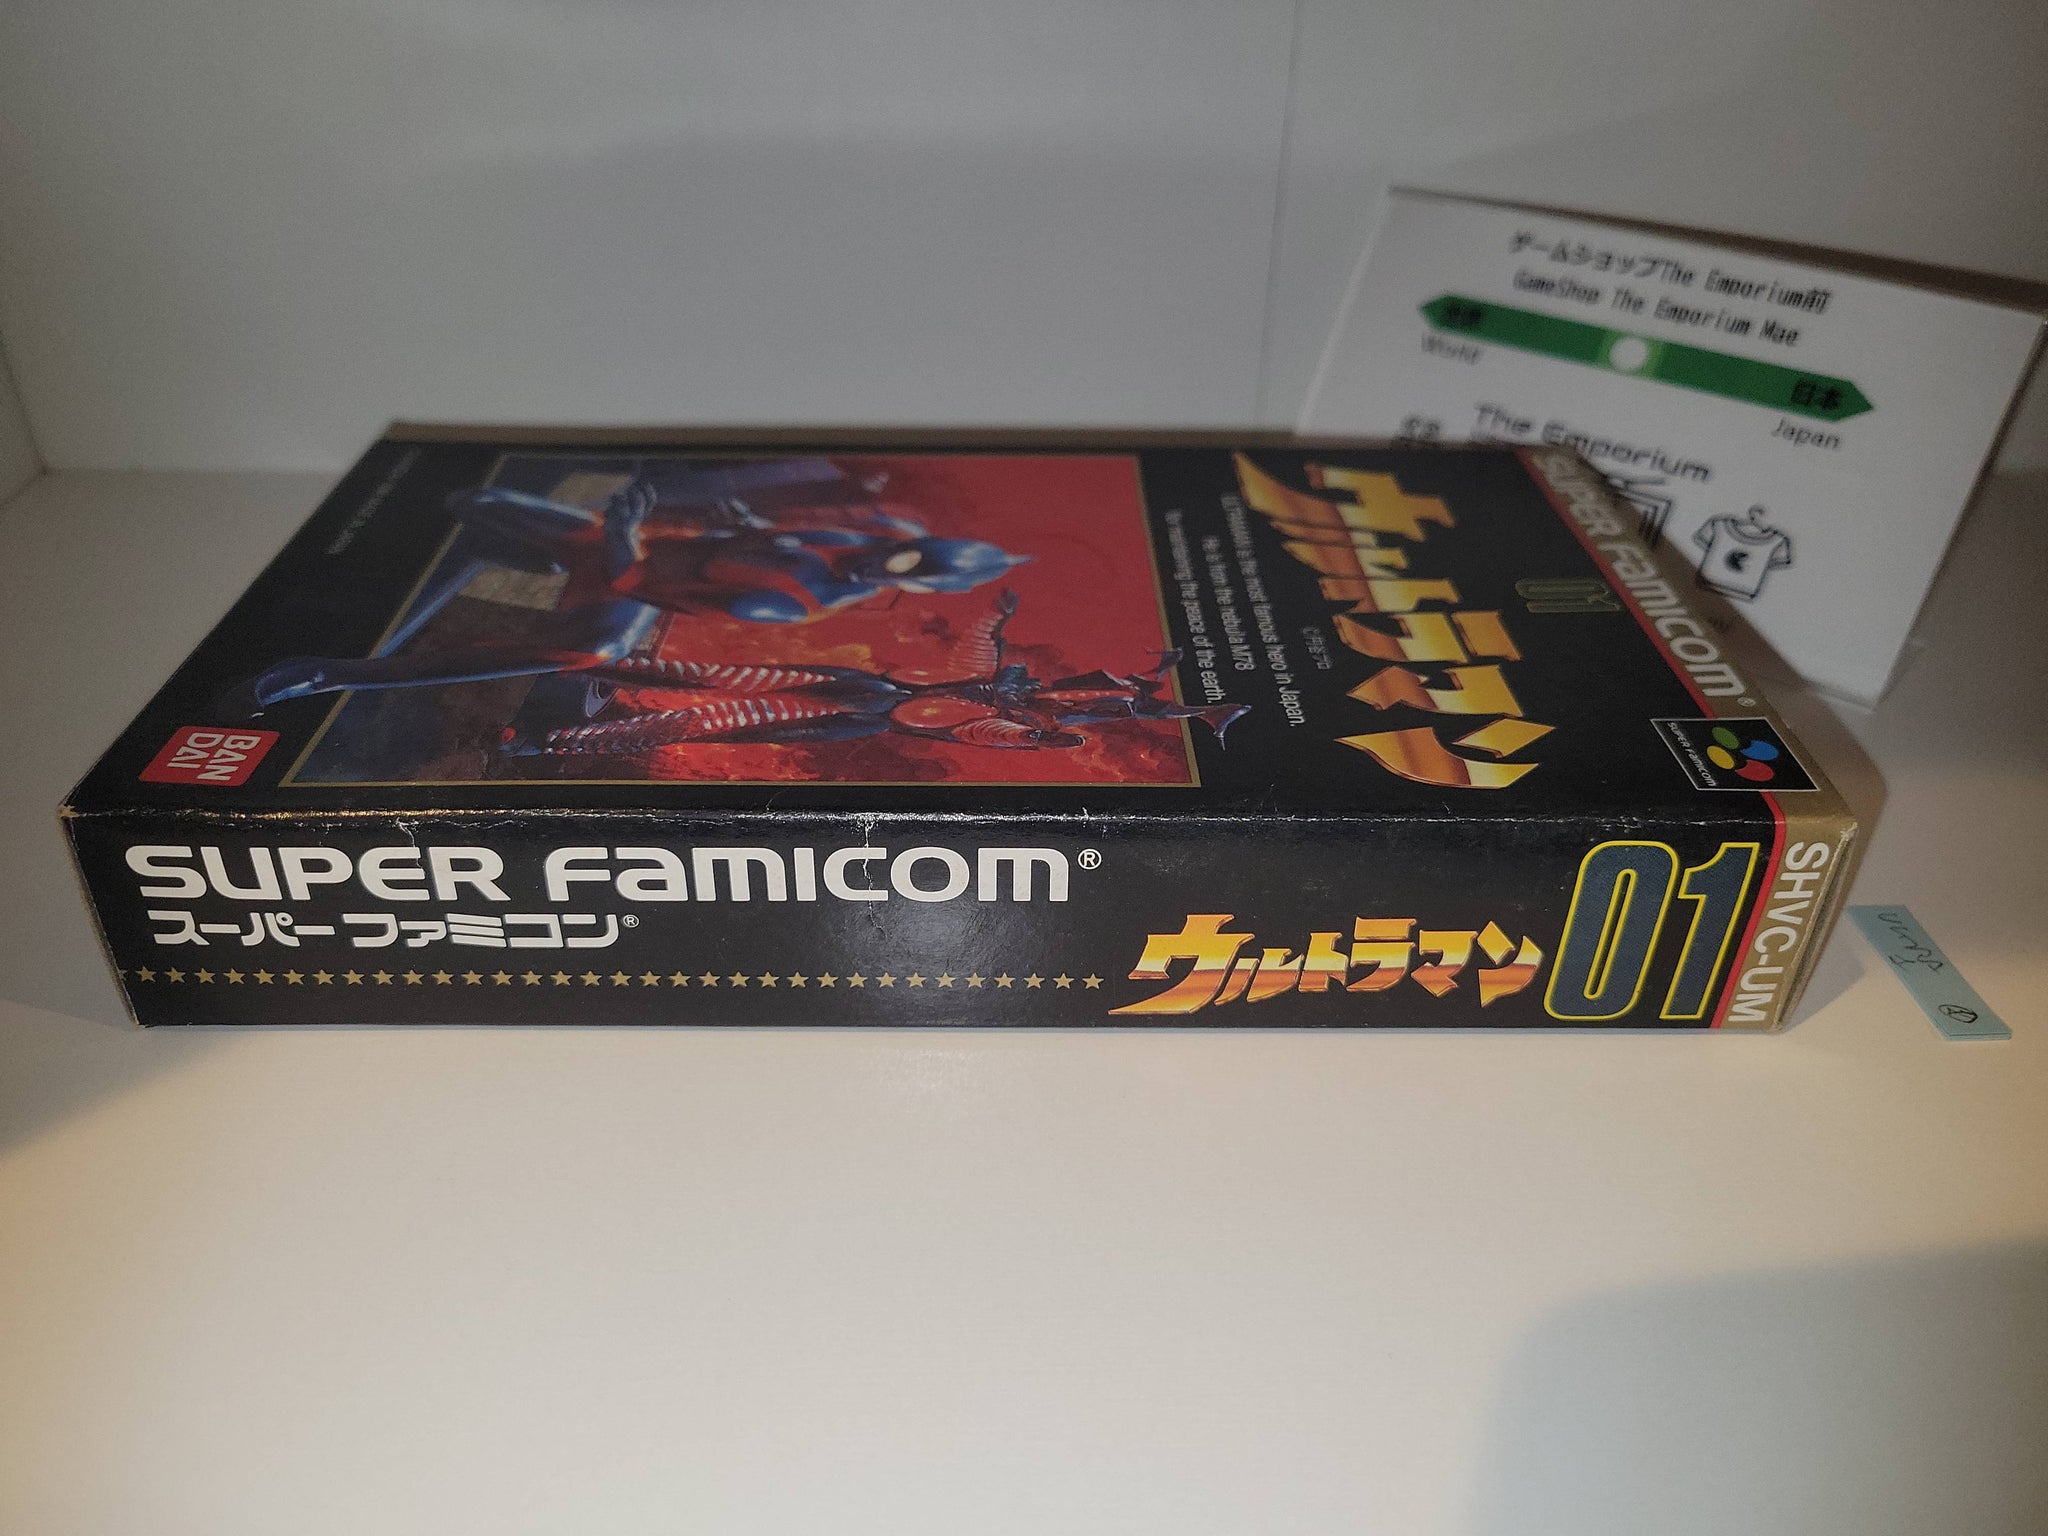 ゲームショップThe Emporium前
GameShop The Emporium Mae
World
日本
Japan
The Emporium
SUPER FAMICOM®
SUPER FAMICOM
01
ウルトラマン
ULTRAMAN is the most famous hero in Japan.
He is from the nebula M78
for maintaining the peace of the earth.
BAN
DAI
SUPER FAMICOM®
スーパーファミコン®
ウルトラマン
01
SHVC-UM